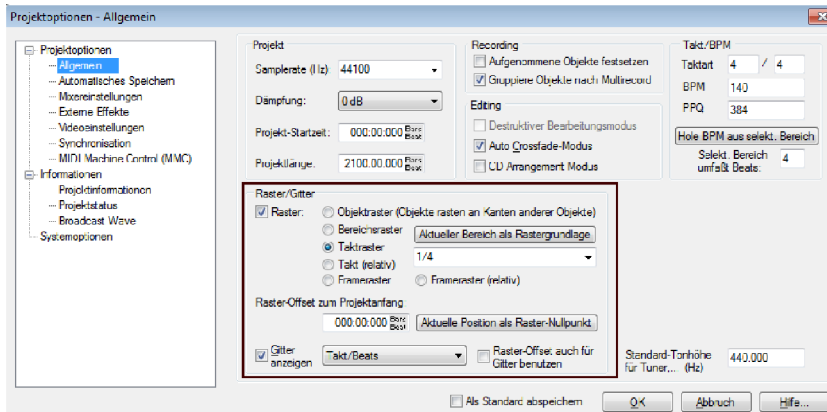 Projektoptionen - Allgemein
Projektoptionen
Allgemein
Automatisches Speichern
Mixereinstellungen
Externe Effekte
Videoeinstellungen
Synchronisation
MIDI Machine Control (MMC)
Informationen
Projektinformationen
Projektstatus
Broadcast Wave
Systemoptionen
Projekt
Samplerate (Hz): 44100
Dämpfung: 0 dB
Projekt-Startzeit: 000:00:000 Bars Beat
Projektlänge: 2100.00.000 Bars Beat
Recording
Aufgenommene Objekte festsetzen
Gruppiere Objekte nach Multirecord
Editing
Destruktiver Bearbeitungsmodus
Auto Crossfade-Modus
CD Arrangement Modus
Takt/BPM
Taktart 4 / 4
BPM 140
PPQ 384
Hole BPM aus selekt. Bereich
Selekt. Bereich 4
umfaßt Beats:
Raster/Gitter
Raster: Objektraster (Objekte rasten an Kanten anderer Objekte)
Bereichsraster Aktueller Bereich als Rastergrundlage
Taktraster 1/4
Takt (relativ)
Frameraster Frameraster (relativ)
Raster-Offset zum Projektanfang
000:00:000 Bars Beat Aktuelle Position als Raster-Nullpunkt
Gitter anzeigen Takt/Beats Raster-Offset auch für
Gitter benutzen
Standard-Tonhöhe 440.000
für Tuner,... (Hz)
Als Standard abspeichern OK Abbruch Hilfe...